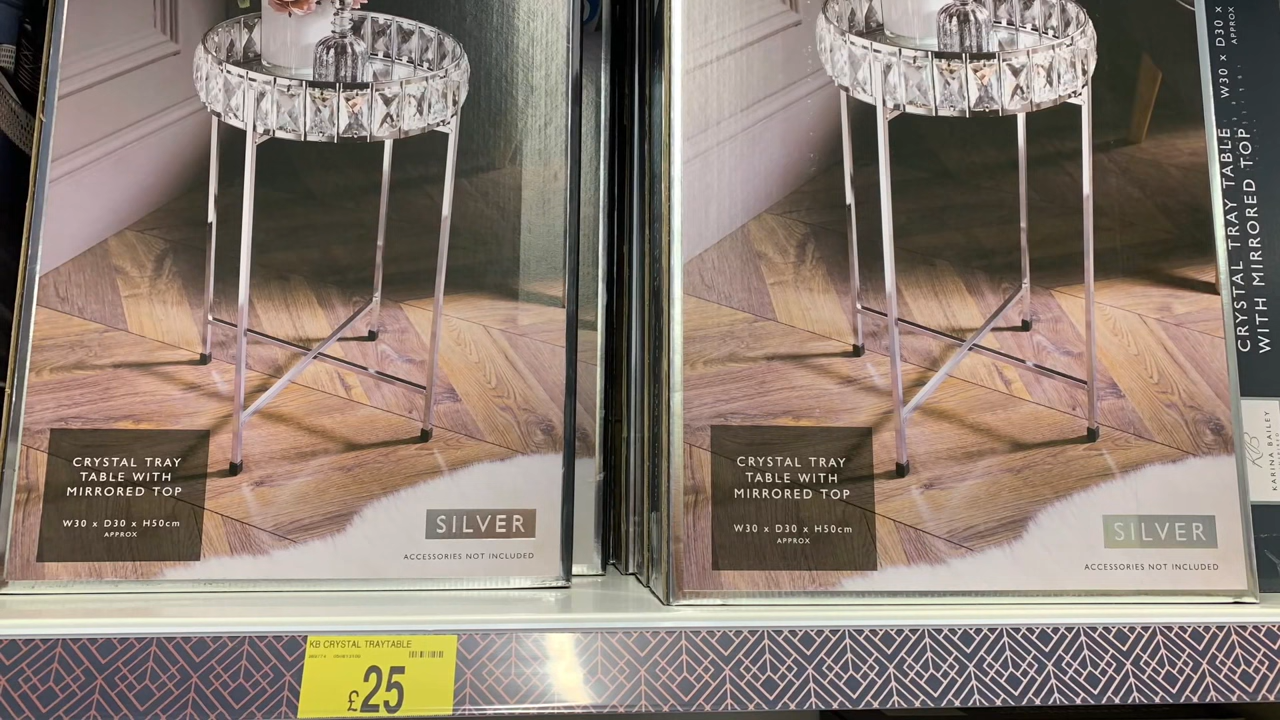 CRYSTAL TRAY
TABLE WITH
MIRRORED TOP
W30 x D30 x H50cm
APPROX
SILVER
ACCESSORIES NOT INCLUDED
CRYSTAL TRAY
TABLE WITH
MIRRORED TOP
W30 x D30 x H50cm
APPROX
SILVER
ACCESSORIES NOT INCLUDED
CRYSTAL TRAY TABLE
WITH MIRRORED TOP
W30 x D30 x
APPROX
KB
KARINA BAILEY
KB CRYSTAL TRAYTABLE
£25